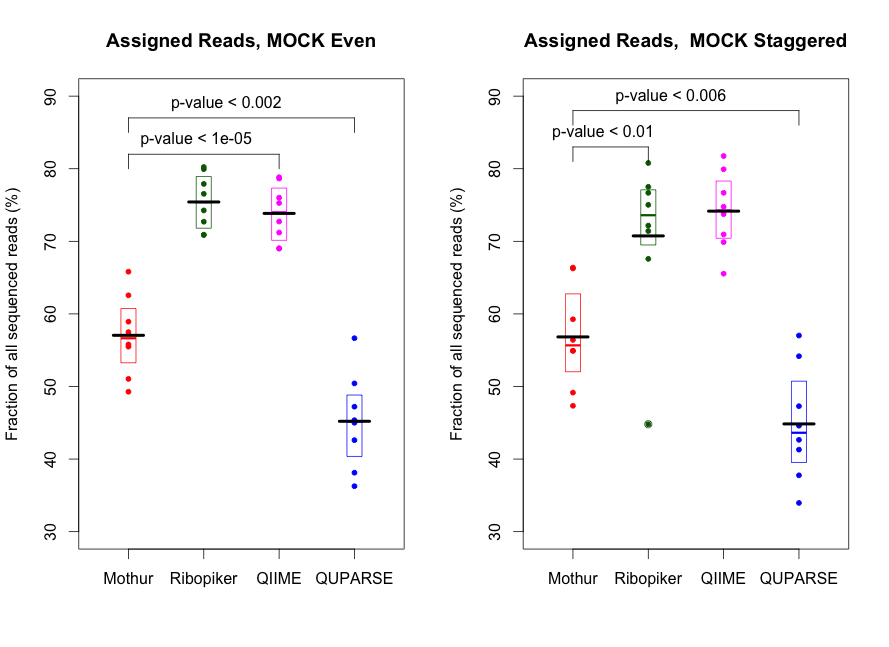 Assigned Reads, MOCK Even
Fraction of all sequenced reads (%)
90
80
70
60
50
40
30
p-value < 0.002
p-value < 1e-05
Mothur Ribopiker QIIME QUPARSE
Assigned Reads,  MOCK Staggered
Fraction of all sequenced reads (%)
90
80
70
60
50
40
30
p-value < 0.006
p-value < 0.01
Mothur Ribopiker QIIME QUPARSE